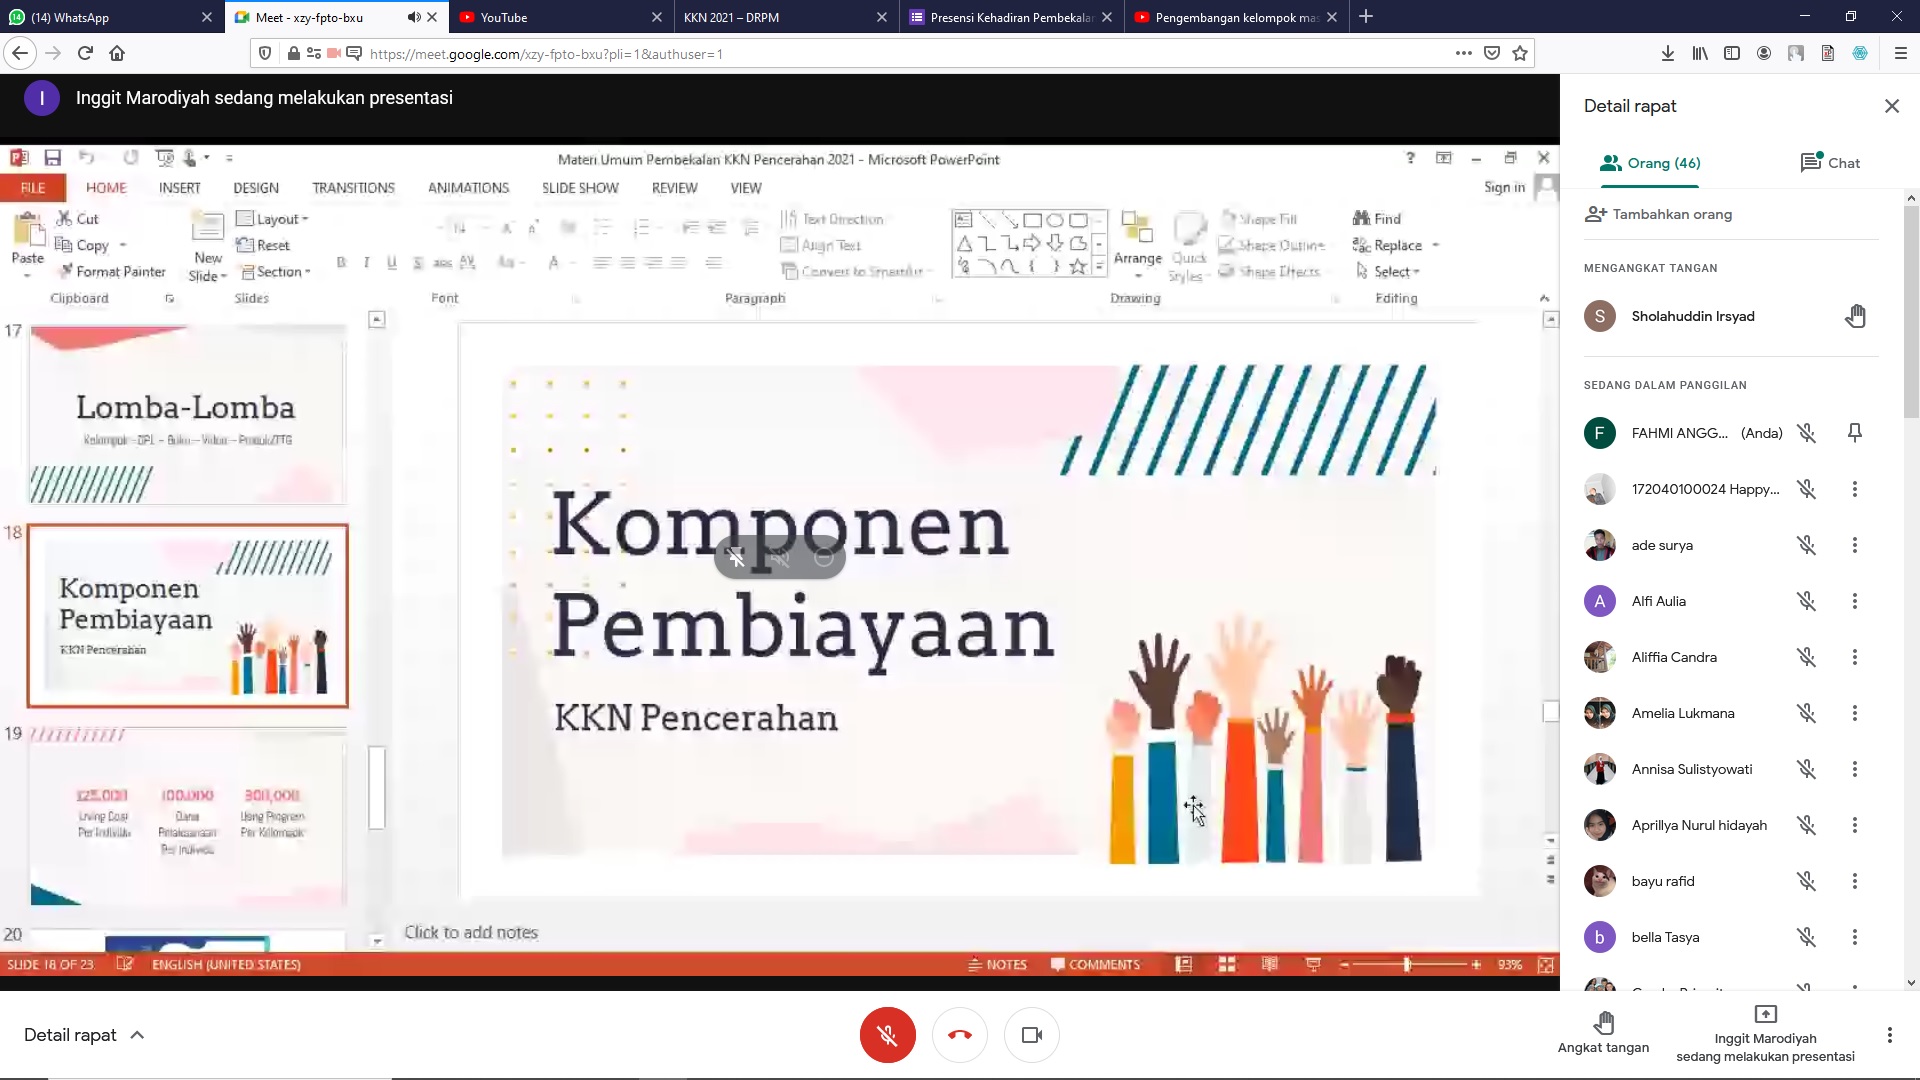 (14) WhatsApp
Meet - xzy-fpto-bxu
YouTube
KKN 2021 – DRPM
Presensi Kehadiran Pembekala
Pengembangan kelompok mas
https://meet.google.com/xzy-fpto-bxu?pli=1&authuser=1
I
Inggit Marodiyah sedang melakukan presentasi
Materi Umum Pembekalan KKN Pencerahan 2021 - Microsoft PowerPoint
FILE HOME INSERT DESIGN TRANSITIONS ANIMATIONS SLIDE SHOW REVIEW VIEW Sign in
Cut
Copy
Format Painter
Paste
Clipboard
New
Slide
Layout
Reset
Section
Slides
Font
Text Direction
Align Text
Convert to SmartArt
Paragraph
Arrange
Quick
Styles
Shape Fill
Shape Outline
Shape Effects
Drawing
Find
Replace
Select
Editing
17
Lomba-Lomba
Kelompok - DPL - Buku - Video - Produk/TTG
18
Komponen
Pembiayaan
KKN Pencerahan
19
125.000 100.000 300,000
Living Cost
Per Individu
Dana
Pelaksanaan
Per Individu
Uang Program
Per Kelompok
20
Komponen
Pembiayaan
KKN Pencerahan
Click to add notes
SLIDE 18 OF 23 ENGLISH (UNITED STATES) NOTES COMMENTS 93%
Detail rapat
Orang (46)
Chat
Tambahkan orang
MENGANGKAT TANGAN
S
Sholahuddin Irsyad
SEDANG DALAM PANGGILAN
F
FAHMI ANGG... (Anda)
172040100024 Happy...
ade surya
A
Alfi Aulia
Aliffia Candra
Amelia Lukmana
Annisa Sulistyowati
Aprillya Nurul hidayah
bayu rafid
b
bella Tasya
Detail rapat
Angkat tangan
Inggit Marodiyah
sedang melakukan presentasi